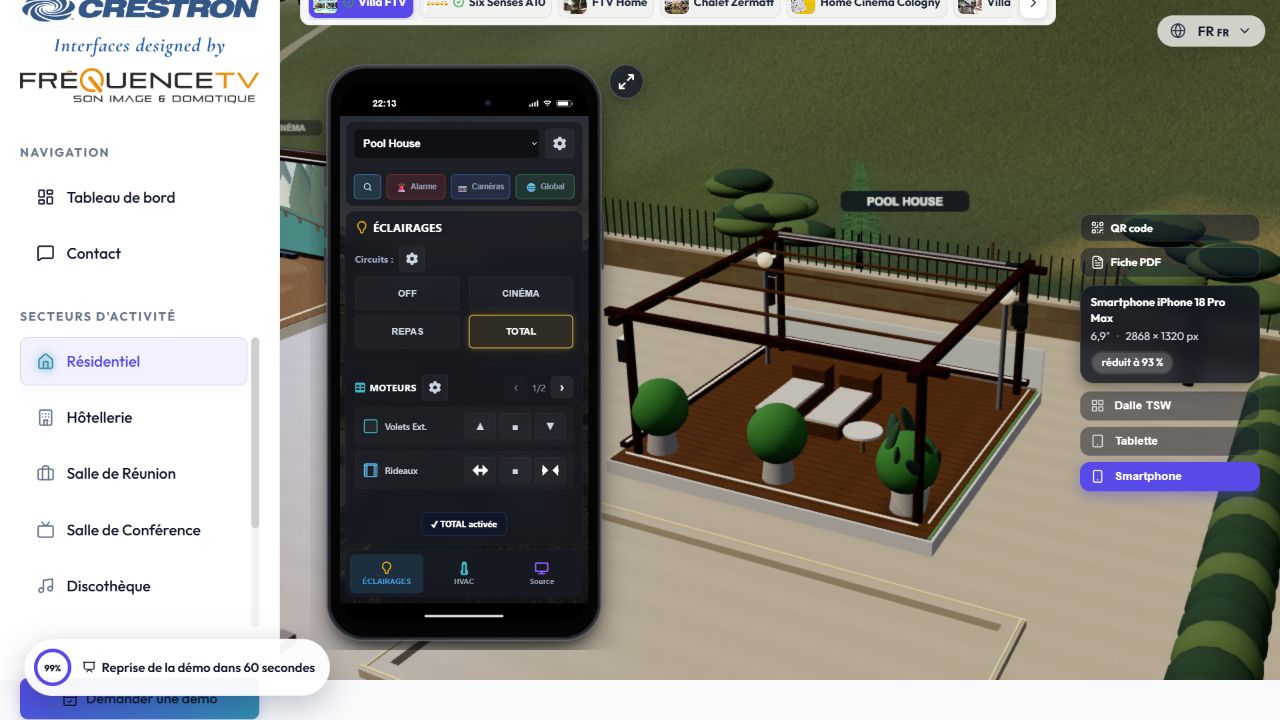 CRESTRON
Interfaces designed by
FRÉQUENCETV
SON IMAGE & DOMOTIQUE
NAVIGATION
Tableau de bord
Contact
SECTEURS D'ACTIVITÉ
Résidentiel
Hôtellerie
Salle de Réunion
Salle de Conférence
Discothèque
99%
Reprise de la démo dans 60 secondes
Demander une démo
Villa FTV
Six Senses A10
FTV Home
Chalet Zermatt
Home Cinema Cologny
Villa
FR FR
22:13
Pool House
Alarme
Caméras
Global
ÉCLAIRAGES
Circuits :
OFF
CINÉMA
REPAS
TOTAL
MOTEURS
1/2
Volets Ext.
Rideaux
✓ TOTAL activée
ÉCLAIRAGES
HVAC
Source
POOL HOUSE
QR code
Fiche PDF
Smartphone iPhone 18 Pro
Max
6,9″ · 2868 × 1320 px
réduit à 93 %
Dalle TSW
Tablette
Smartphone